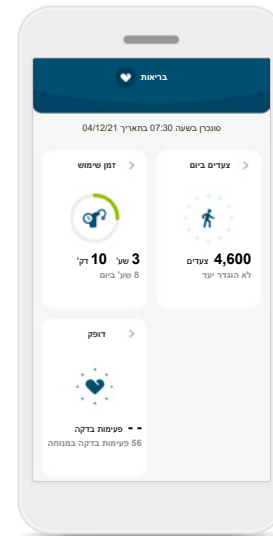 בריאות
סונכרן בשעה 07:30 בתאריך 04/12/21
צעדים ביום
4,600 צעדים
לא הוגדר יעד
זמן שימוש
3 שע' 10 דק'
8 שע' ביום
דופק
- - פעימות בדקה
56 פעימות בדקה במנוחה